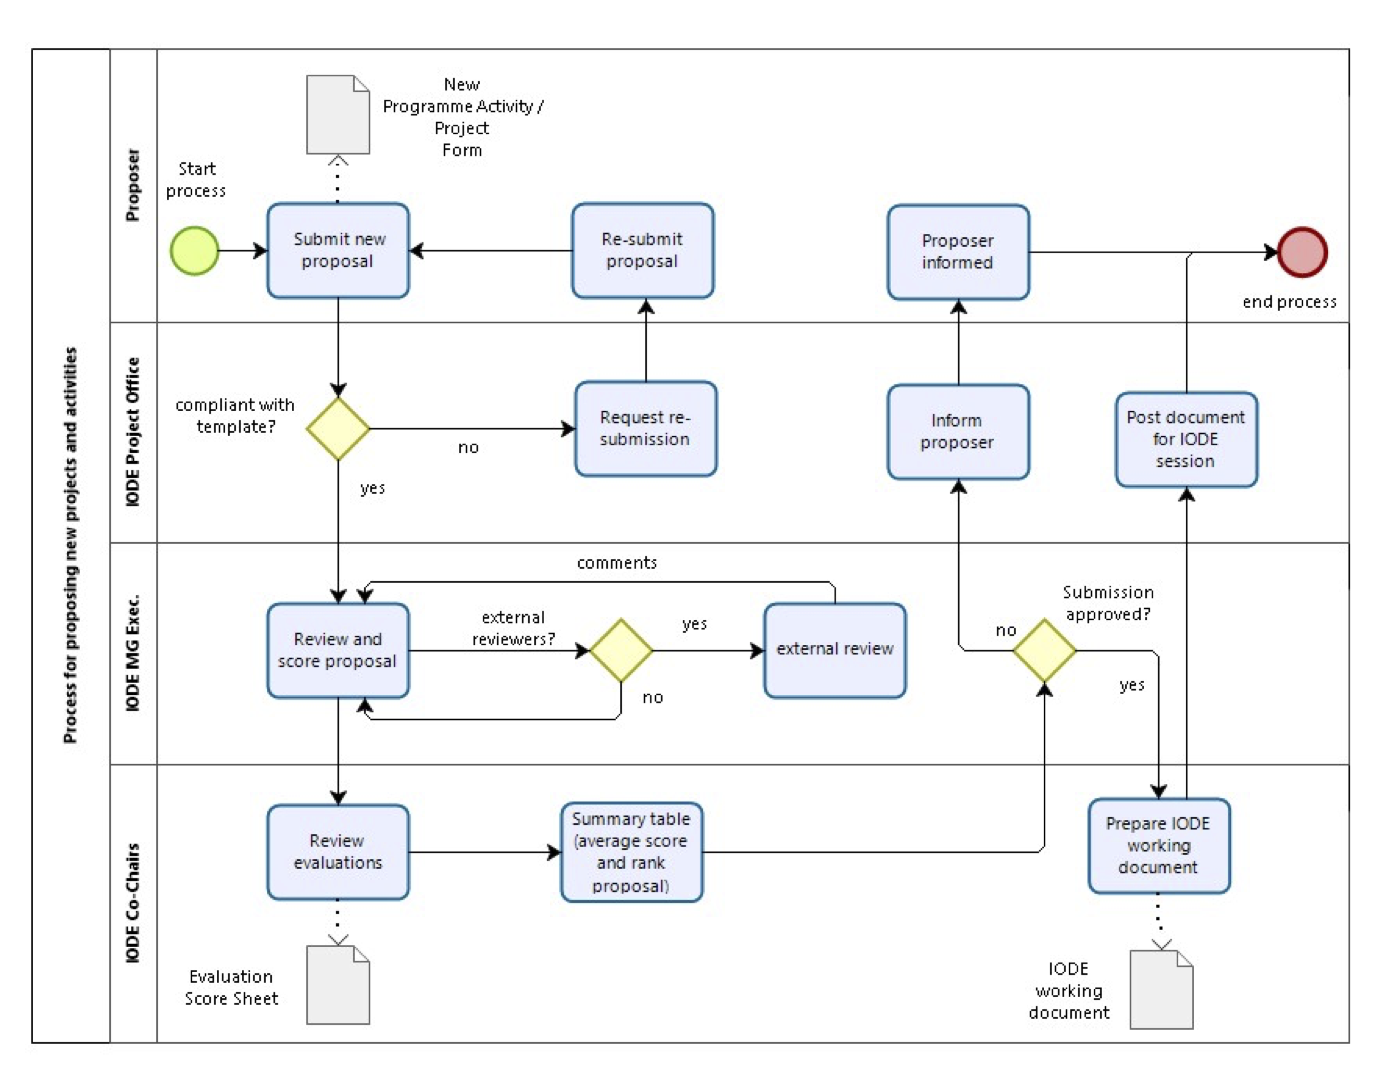 Process for proposing new projects and activities
Proposer
New
Programme Activity /
Project
Form
Start
process
Submit new
proposal
Re-submit
proposal
Proposer
informed
end process
IODE Project Office
compliant with
template?
no
yes
Request re-
submission
Inform
proposer
Post document
for IODE
session
IODE MG Exec.
comments
Review and
score proposal
external
reviewers?
yes
no
external review
Submission
approved?
no
yes
IODE Co-Chairs
Review
evaluations
Summary table
(average score
and rank
proposal)
Prepare IODE
working
document
Evaluation
Score Sheet
IODE
working
document